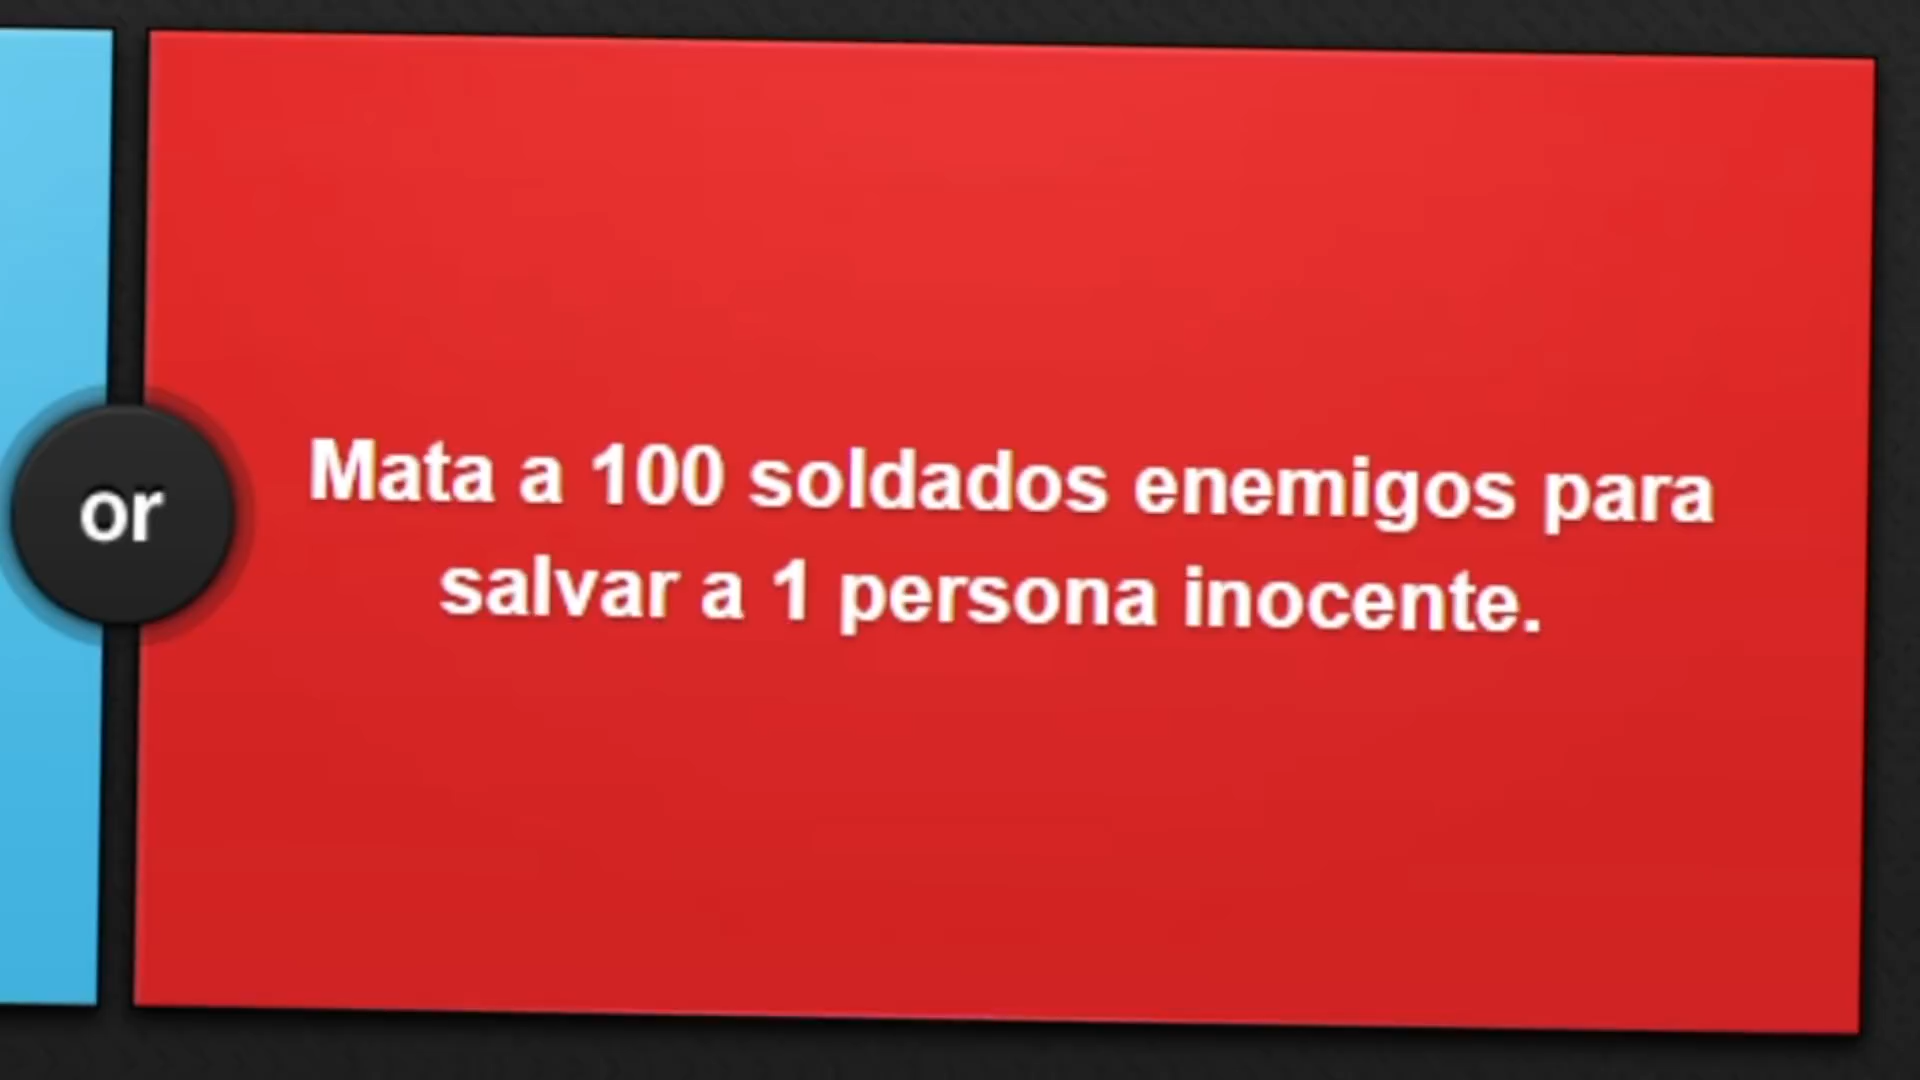 or
Mata a 100 soldados enemigos para
salvar a 1 persona inocente.